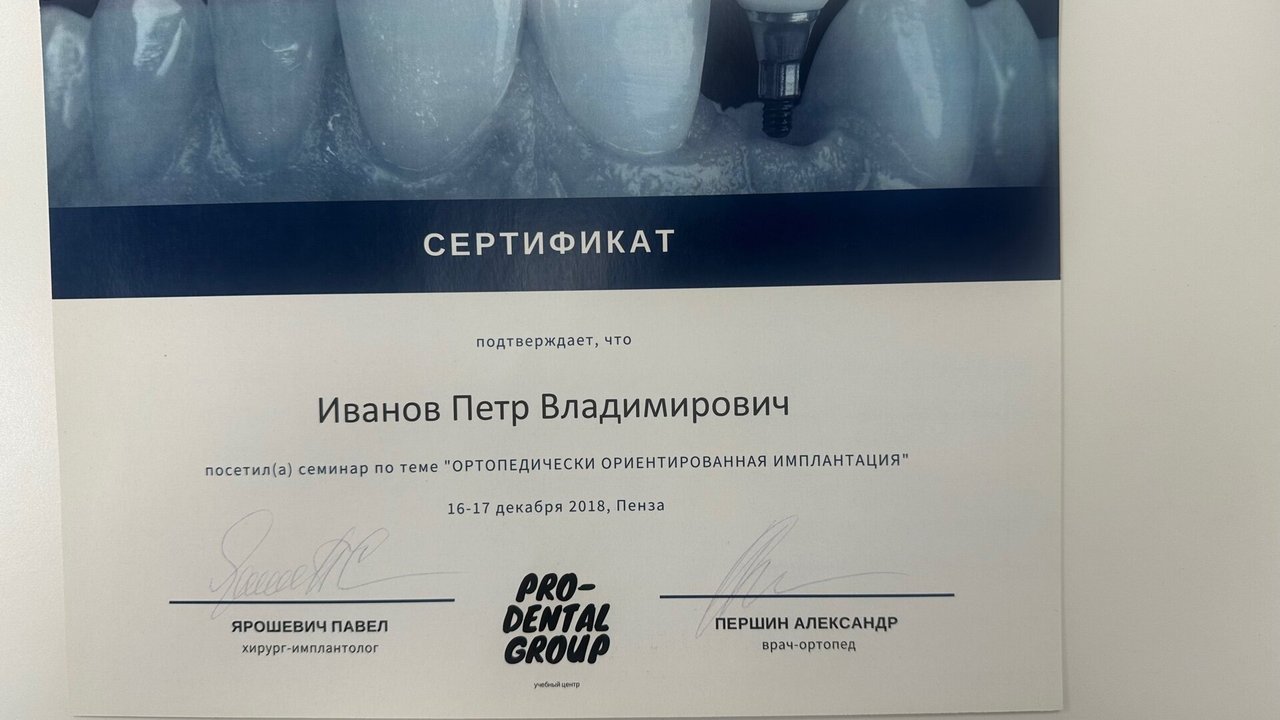 СЕРТИФИКАТ
подтверждает, что
Иванов Петр Владимирович
посетил(а) семинар по теме "ОРТОПЕДИЧЕСКИ ОРИЕНТИРОВАННАЯ ИМПЛАНТАЦИЯ"
16-17 декабря 2018, Пенза
ЯРОШЕВИЧ ПАВЕЛ
хирург-имплантолог
PRO-
DENTAL
GROUP
учебный центр
ПЕРШИН АЛЕКСАНДР
врач-ортопед